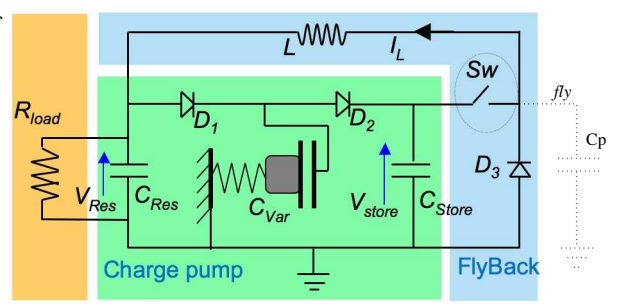 L
I_L
Sw
fly
R_load
D_1
D_2
Cp
D_3
V_Res
C_Res
C_Var
V_store
C_Store
Charge pump
FlyBack